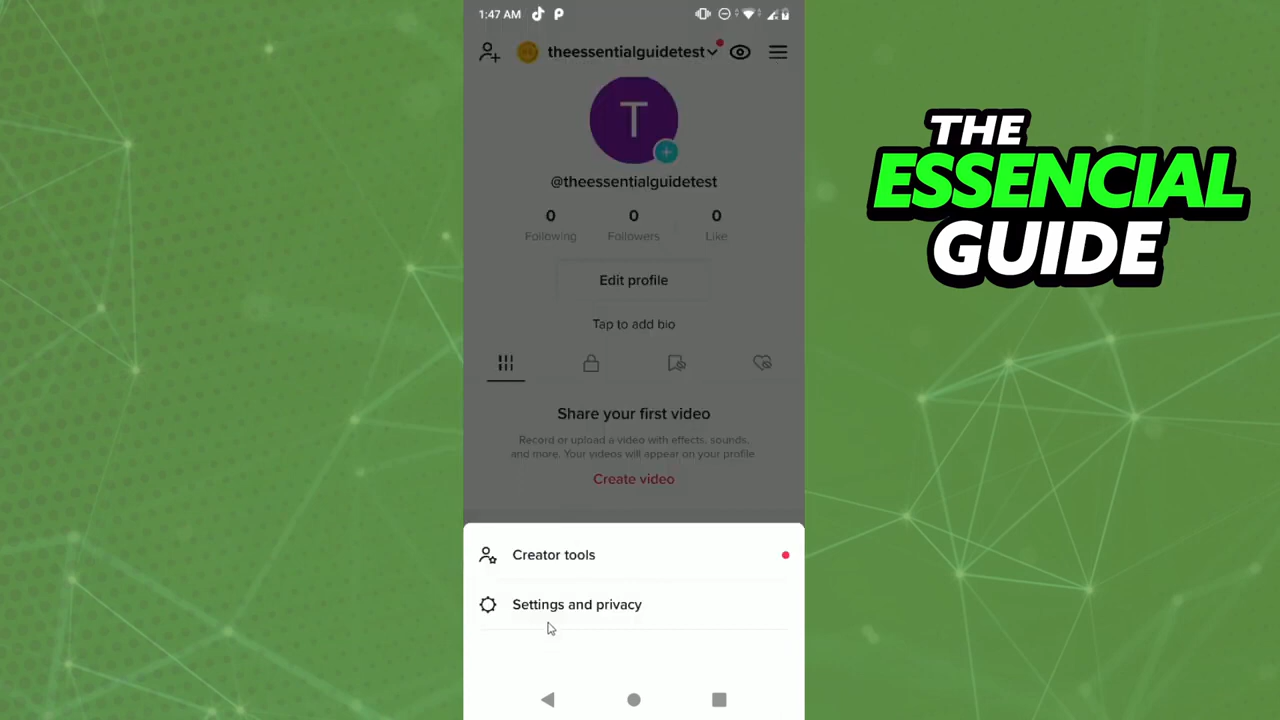 1:47 AM
theessentialguidetest
T
@theessentialguidetest
0 0 0
Following Followers Like
Edit profile
Tap to add bio
Share your first video
Record or upload a video with effects, sounds,
and more. Your videos will appear on your profile
Create video
Creator tools
Settings and privacy
THE
ESSENCIAL
GUIDE